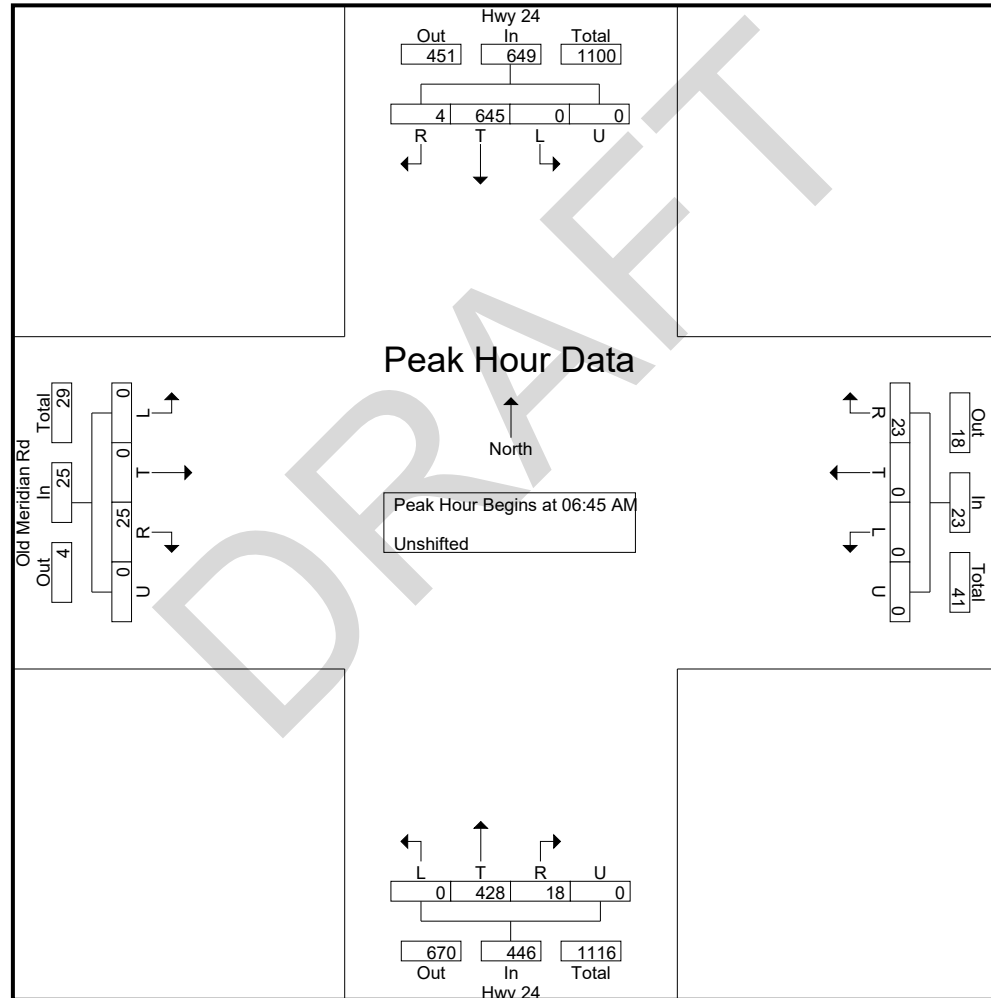 Hwy 24
Out In Total
451 649 1100
4 645 0 0
R T L U
Peak Hour Data
North
Peak Hour Begins at 06:45 AM
Unshifted
Old Meridian Rd
Out In Total
4 25 29
0 0 25 0
L T R U
R T L U
23 0 0 0
Out In Total
18 23 41
L T R U
0 428 18 0
670 446 1116
Out In Total
Hwy 24
DRAFT